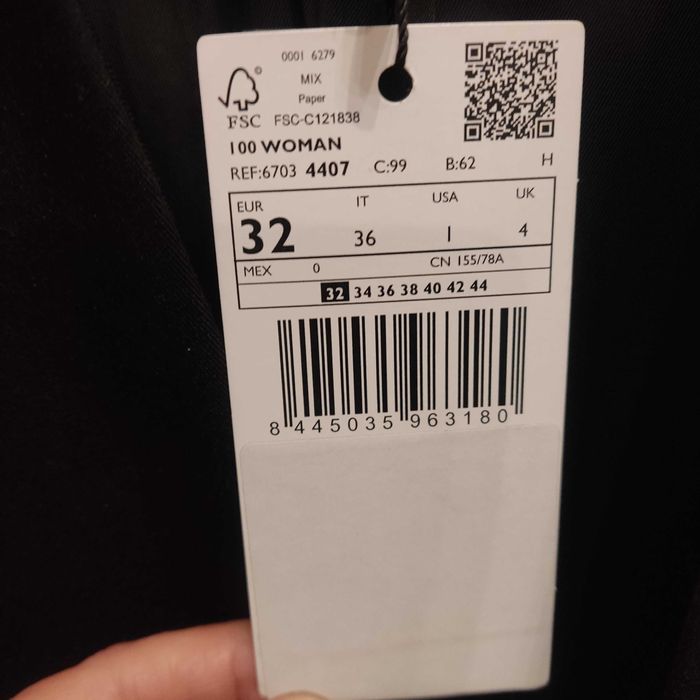 0001 6279
MIX
Paper
FSC FSC-C121838
100 WOMAN
REF:6703 4407 C:99 B:62 H
EUR IT USA UK
32 36 1 4
MEX 0 CN 155/78A
32 34 36 38 40 42 44
8 445035 963180